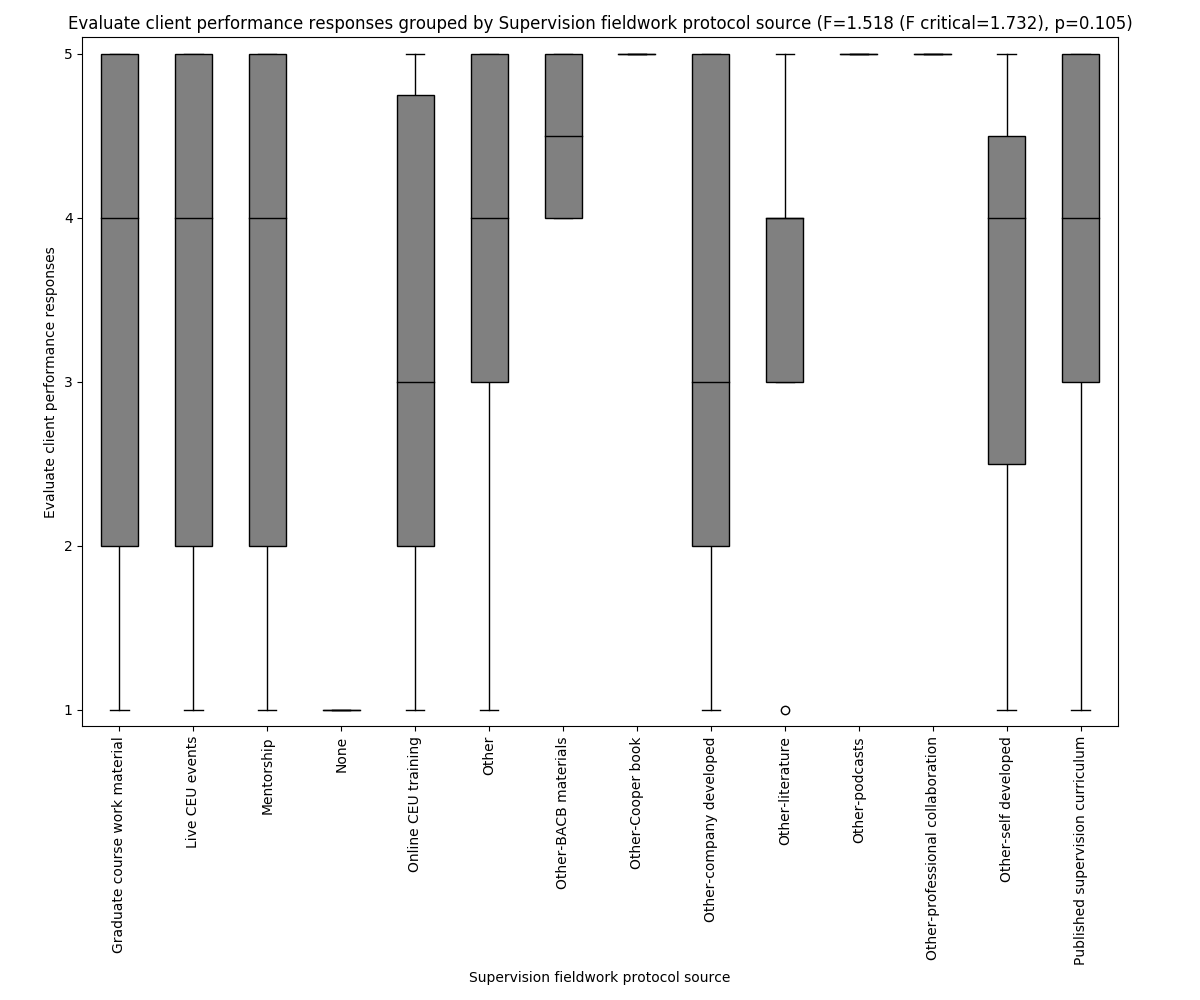 Evaluate client performance responses grouped by Supervision fieldwork protocol source (F=1.518 (F critical=1.732), p=0.105)
Evaluate client performance responses
5
4
3
2
1
Graduate course work material
Live CEU events
Mentorship
None
Online CEU training
Other
Other-BACB materials
Other-Cooper book
Other-company developed
Other-literature
Other-podcasts
Other-professional collaboration
Other-self developed
Published supervision curriculum
Supervision fieldwork protocol source